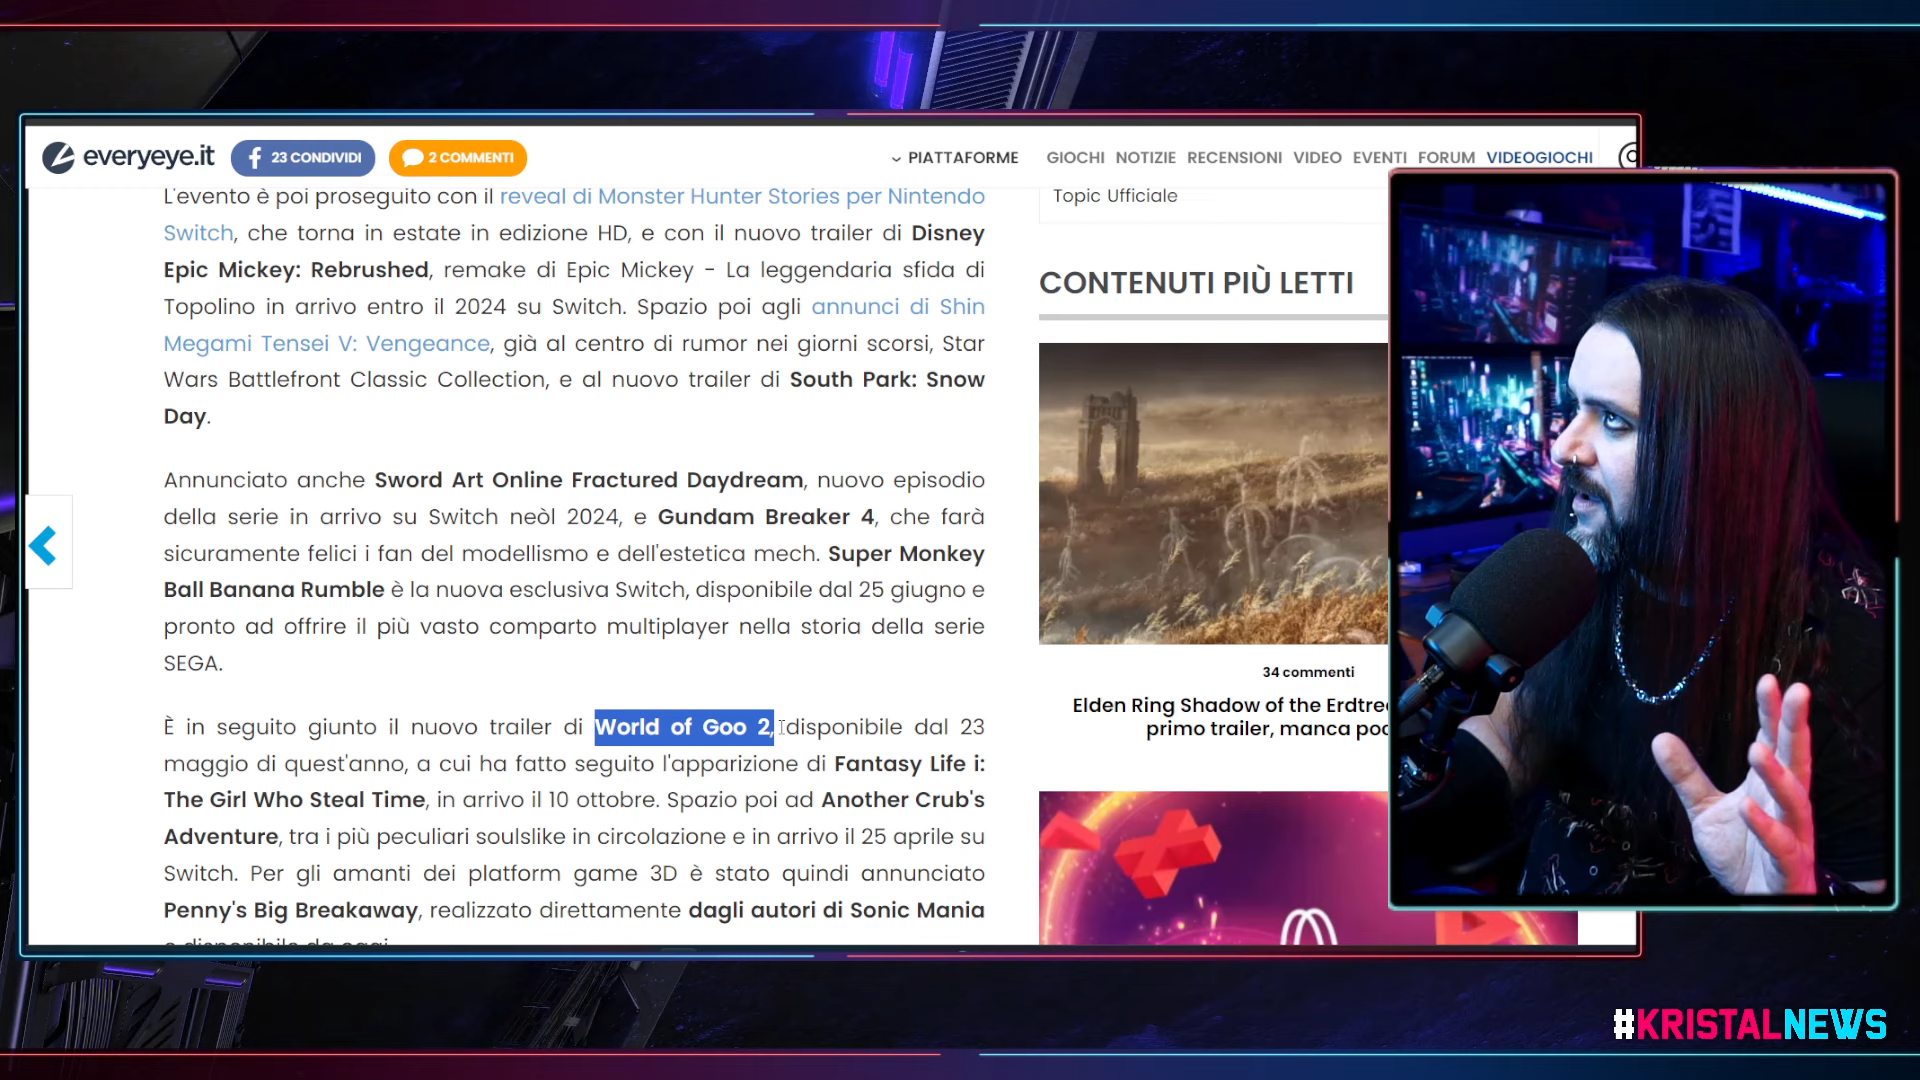 everyeye.it
23 CONDIVIDI
2 COMMENTI
PIATTAFORME
GIOCHI NOTIZIE RECENSIONI VIDEO EVENTI FORUM VIDEOGIOCHI
L'evento è poi proseguito con il reveal di Monster Hunter Stories per Nintendo
Switch, che torna in estate in edizione HD, e con il nuovo trailer di Disney
Epic Mickey: Rebrushed, remake di Epic Mickey - La leggendaria sfida di
Topolino in arrivo entro il 2024 su Switch. Spazio poi agli annunci di Shin
Megami Tensei V: Vengeance, già al centro di rumor nei giorni scorsi, Star
Wars Battlefront Classic Collection, e al nuovo trailer di South Park: Snow
Day.
Annunciato anche Sword Art Online Fractured Daydream, nuovo episodio
della serie in arrivo su Switch neòl 2024, e Gundam Breaker 4, che farà
sicuramente felici i fan del modellismo e dell'estetica mech. Super Monkey
Ball Banana Rumble è la nuova esclusiva Switch, disponibile dal 25 giugno e
pronto ad offrire il più vasto comparto multiplayer nella storia della serie
SEGA.
È in seguito giunto il nuovo trailer di World of Goo 2, disponibile dal 23
maggio di quest'anno, a cui ha fatto seguito l'apparizione di Fantasy Life i:
The Girl Who Steal Time, in arrivo il 10 ottobre. Spazio poi ad Another Crub's
Adventure, tra i più peculiari soulslike in circolazione e in arrivo il 25 aprile su
Switch. Per gli amanti dei platform game 3D è stato quindi annunciato
Penny's Big Breakaway, realizzato direttamente dagli autori di Sonic Mania
e disponibile da oggi
Topic Ufficiale
CONTENUTI PIÙ LETTI
34 commenti
Elden Ring Shadow of the Erdtre
primo trailer, manca poc
#KRISTALNEWS